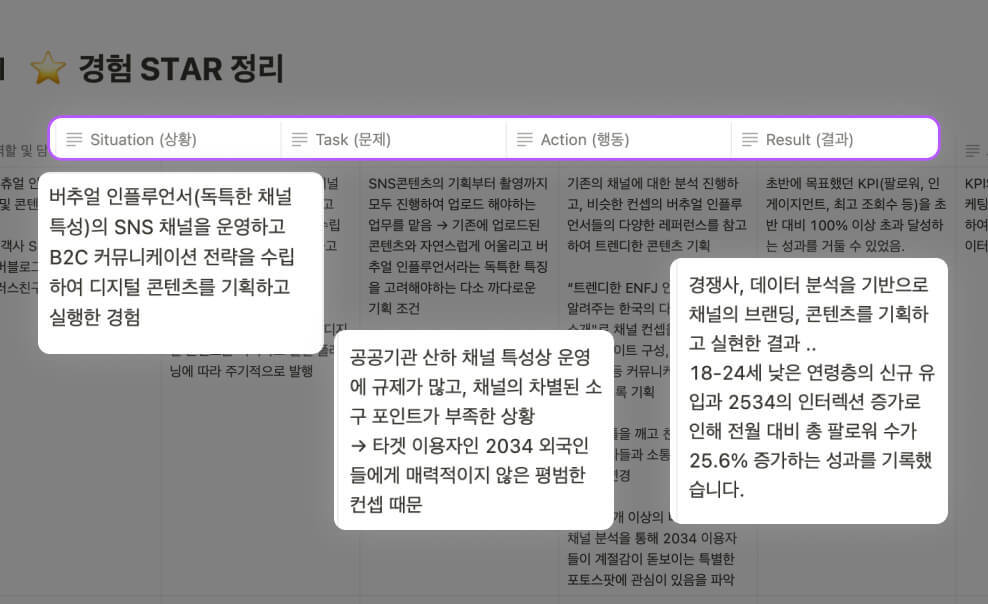 ⭐ 경험 STAR 정리
Situation (상황)
Task (문제)
Action (행동)
Result (결과)
버추얼 인플루언서(독특한 채널
특성)의 SNS 채널을 운영하고
B2C 커뮤니케이션 전략을 수립
하여 디지털 콘텐츠를 기획하고
실행한 경험
닝에 따라 주기적으로 발행
SNS콘텐츠의 기획부터 촬영까지
모두 진행하여 업로드 해야하는
업무를 맡음 → 기존에 업로드된
콘텐츠와 자연스럽게 어울리고 버
추얼 인플루언서라는 독특한 특징
을 고려해야하는 다소 까다로운
기획 조건
공공기관 산하 채널 특성상 운영
에 규제가 많고, 채널의 차별된 소
구 포인트가 부족한 상황
→ 타겟 이용자인 2034 외국인
들에게 매력적이지 않은 평범한
컨셉 때문
기존의 채널에 대한 분석 진행하
고, 비슷한 컨셉의 버추얼 인플루
언서들의 다양한 레퍼런스를 참고
하여 트렌디한 콘텐츠 기획
“트렌디한 ENFJ
알려주는 한국의
소개"로 채널 컨셉을
채널 분석을 통해 2034 이용자
들이 계절감이 돋보이는 특별한
포토스팟에 관심이 있음을 파악
초반에 목표했던 KPI(팔로워, 인
게이지먼트, 최고 조회수 등)을 초
반 대비 100% 이상 초과 달성하
는 성과를 거둘 수 있었음.
경쟁사, 데이터 분석을 기반으로
채널의 브랜딩, 콘텐츠를 기획하
고 실현한 결과 ..
18-24세 낮은 연령층의 신규 유
입과 2534의 인터렉션 증가로
인해 전월 대비 총 팔로워 수가
25.6% 증가하는 성과를 기록했
습니다.